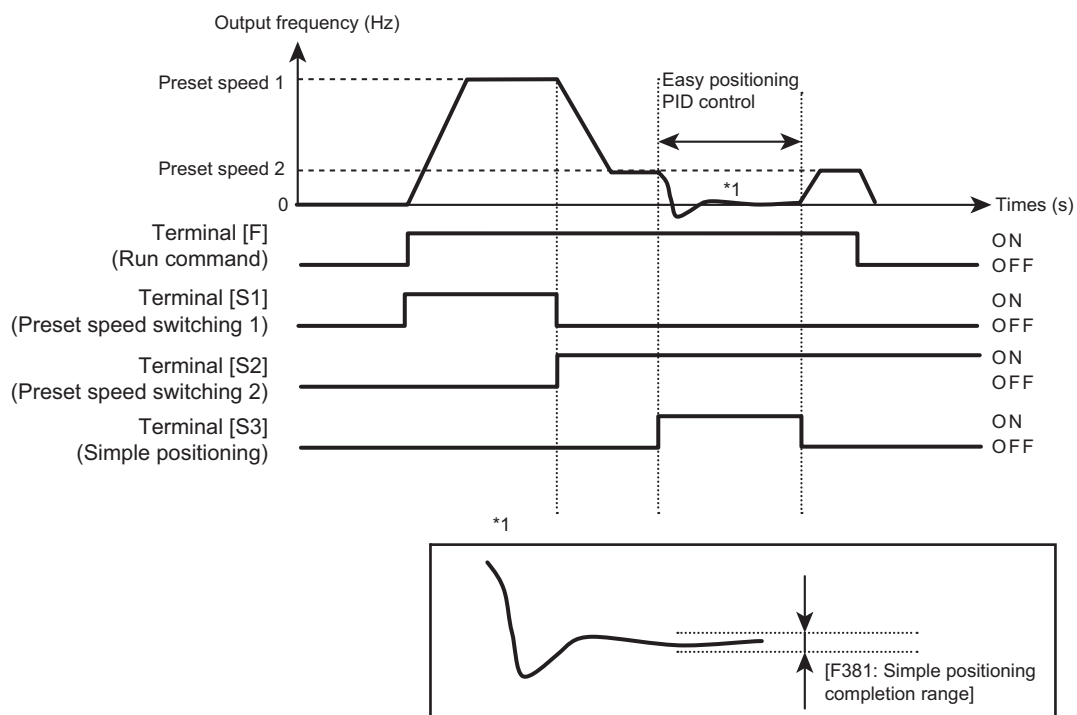 Output frequency (Hz)
Preset speed 1
Easy positioning
PID control
Preset speed 2
*1
0
Times (s)
Terminal [F]
(Run command)
ON
OFF
Terminal [S1]
(Preset speed switching 1)
ON
OFF
Terminal [S2]
(Preset speed switching 2)
ON
OFF
Terminal [S3]
(Simple positioning)
ON
OFF
*1
[F381: Simple positioning
completion range]